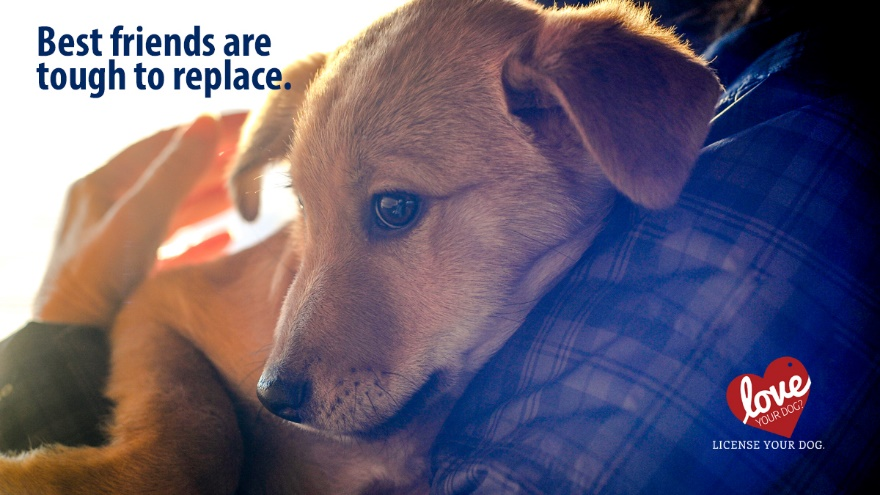 Best friends are
tough to replace.
love
YOUR DOG?
LICENSE YOUR DOG.